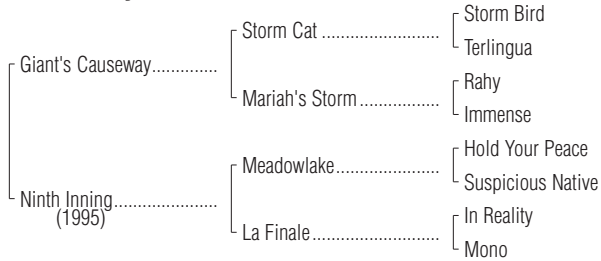 Storm Bird
Storm Cat ......................
Terlingua
Giant's Causeway..............
Rahy
Mariah's Storm.................
Immense
Hold Your Peace
Meadowlake......................
Suspicious Native
Ninth Inning......................
(1995)
In Reality
La Finale..........................
Mono